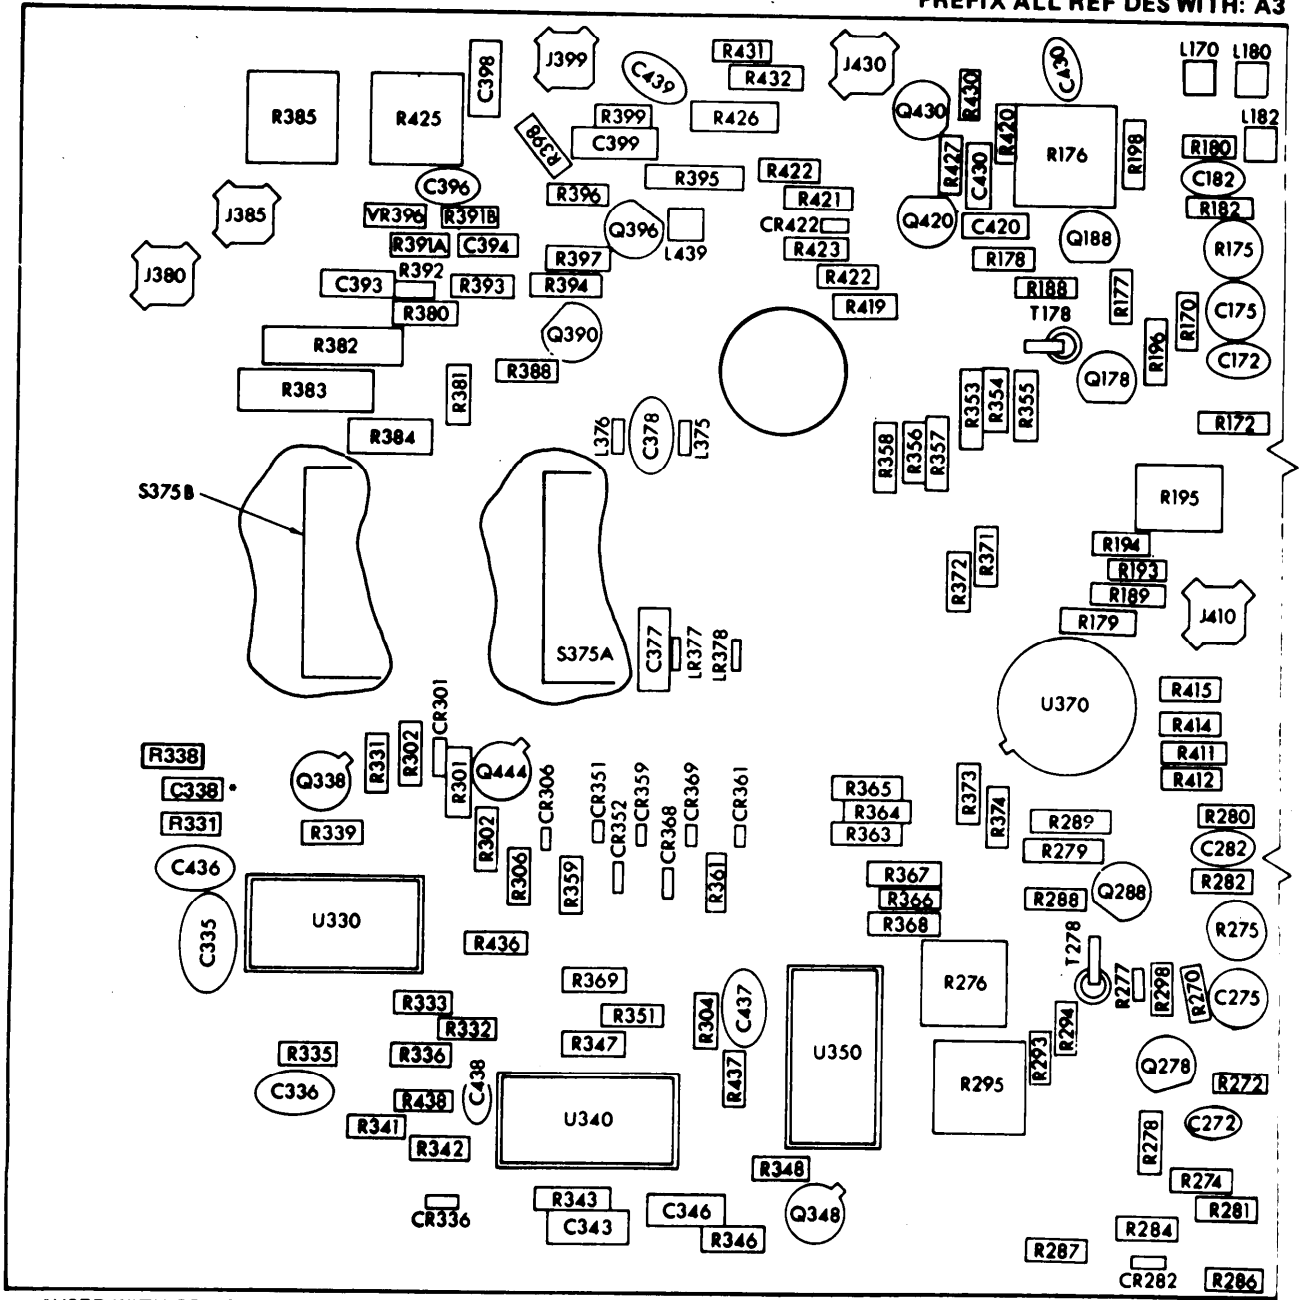 PREFIX ALL REF DES WITH: A3
J399
R431
J430
L170
L180
C398
C439
R432
C430
R430
Q430
R385
R425
R399
R426
R420
L182
R398
C399
R176
R198
R180
R427
C430
R422
R395
C182
C396
R396
R421
R182
VR396
R391B
J385
Q396
CR422
Q420
C420
Q188
R391A
C394
L439
R423
R175
R397
R178
J380
R392
C393
R393
R394
R422
R188
R177
R380
R419
T178
R170
C175
R382
Q390
R196
C172
R388
Q178
R383
R381
R353
R354
R355
R384
L376
C378
L375
R172
R358
R356
R357
S375B
R195
R194
R371
R372
R193
R189
J410
R179
S375A
C377
LR377
LR378
CR301
U370
R415
R414
R338
R331
R302
R411
Q338
R301
Q444
R412
C338 *
CR306
CR351
CR359
CR369
CR361
R365
R373
R364
R374
R280
R331
R339
R302
CR352
CR368
R363
R289
R279
C282
C436
R306
R359
R361
R367
R282
R366
R288
Q288
U330
R368
C335
R436
T278
R275
R369
R276
R277
R298
R270
C275
R333
R304
C437
R351
R332
R294
R347
R335
R336
U350
R293
R437
Q278
C336
C438
R295
R272
R438
R341
U340
C272
R342
R278
R348
R274
R343
C346
Q348
R281
CR336
C343
R346
R284
R287
CR282
R286